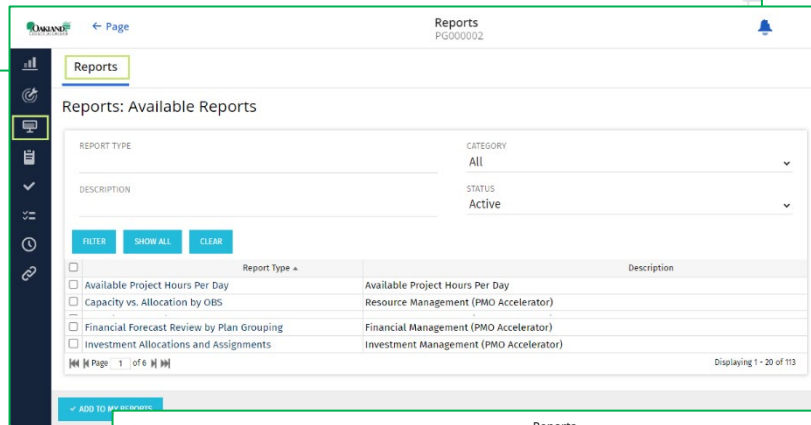 OAKLAND
← Page
Reports
PG000002
Reports
Reports: Available Reports
REPORT TYPE
CATEGORY
All
DESCRIPTION
STATUS
Active
FILTER SHOW ALL CLEAR
Report Type Description
Available Project Hours Per Day Available Project Hours Per Day
Capacity vs. Allocation by OBS Resource Management (PMO Accelerator)
Financial Forecast Review by Plan Grouping Financial Management (PMO Accelerator)
Investment Allocations and Assignments Investment Management (PMO Accelerator)
Page 1 of 6 Displaying 1 - 20 of 113
✓ ADD TO MY REPORTS
Reports